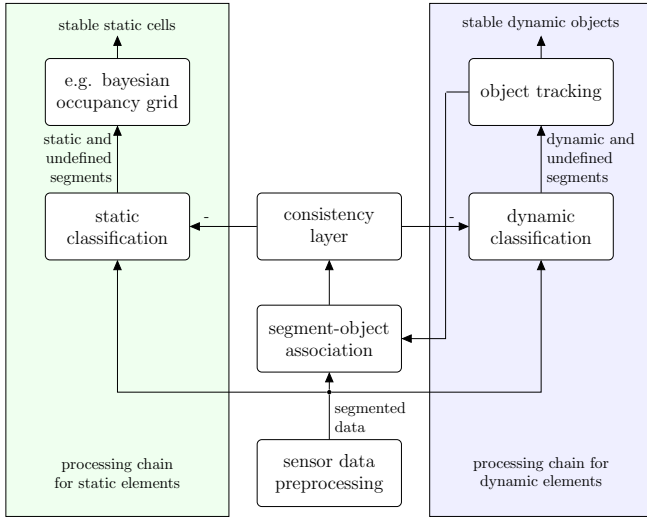 stable static cells
stable dynamic objects
e.g. bayesian
occupancy grid
object tracking
static and
undefined
segments
dynamic and
undefined
segments
static
classification
-
consistency
layer
-
dynamic
classification
segment-object
association
segmented
data
processing chain
for static elements
sensor data
preprocessing
processing chain for
dynamic elements